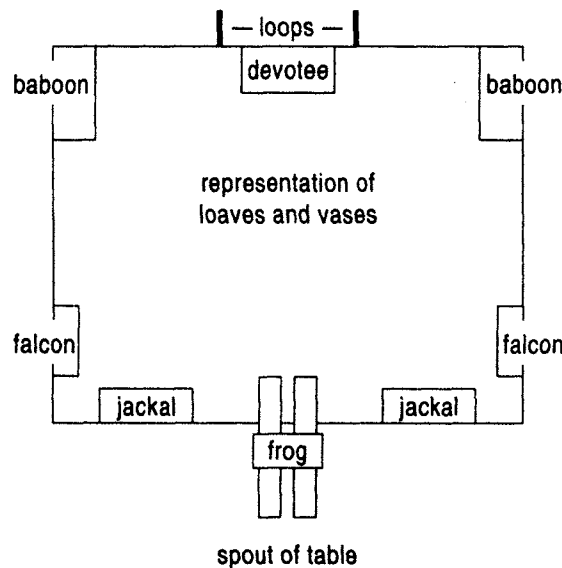 — loops —
devotee
baboon
baboon
representation of
loaves and vases
falcon
falcon
jackal
jackal
frog
spout of table